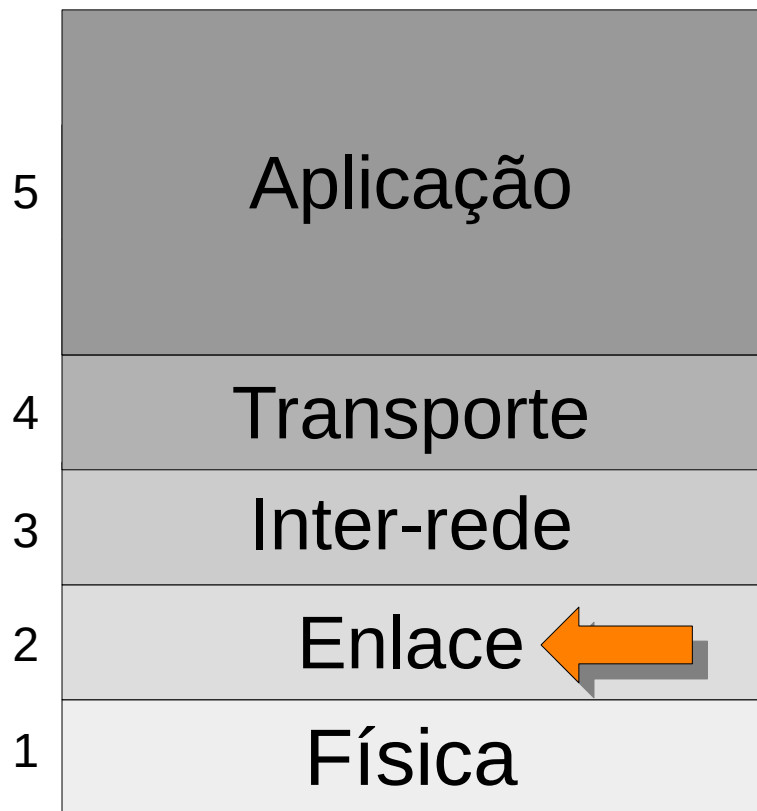 5 Aplicação
4 Transporte
3 Inter-rede
2 Enlace
1 Física